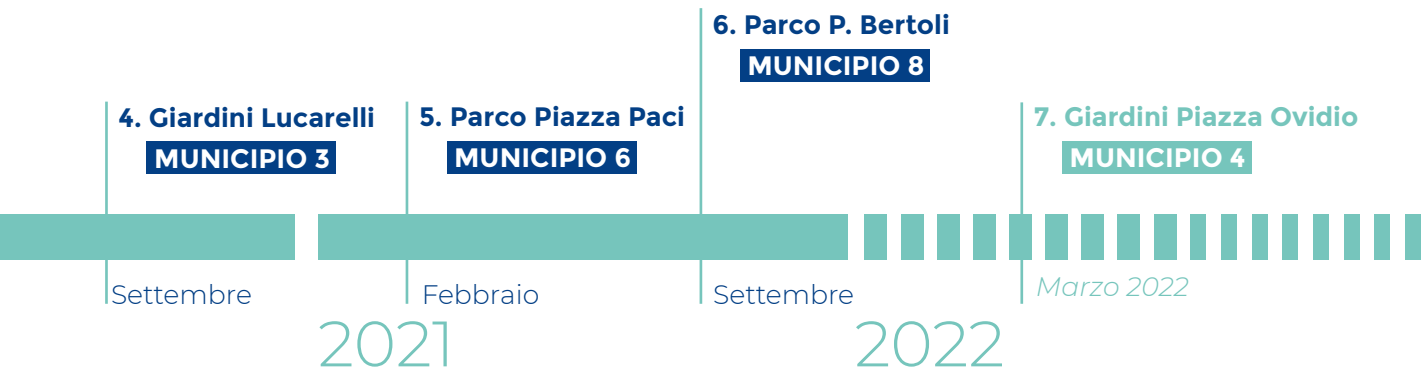 6. Parco P. Bertoli
MUNICIPIO 8
4. Giardini Lucarelli
MUNICIPIO 3
5. Parco Piazza Paci
MUNICIPIO 6
7. Giardini Piazza Ovidio
MUNICIPIO 4
Settembre
Febbraio
Settembre
Marzo 2022
2021
2022